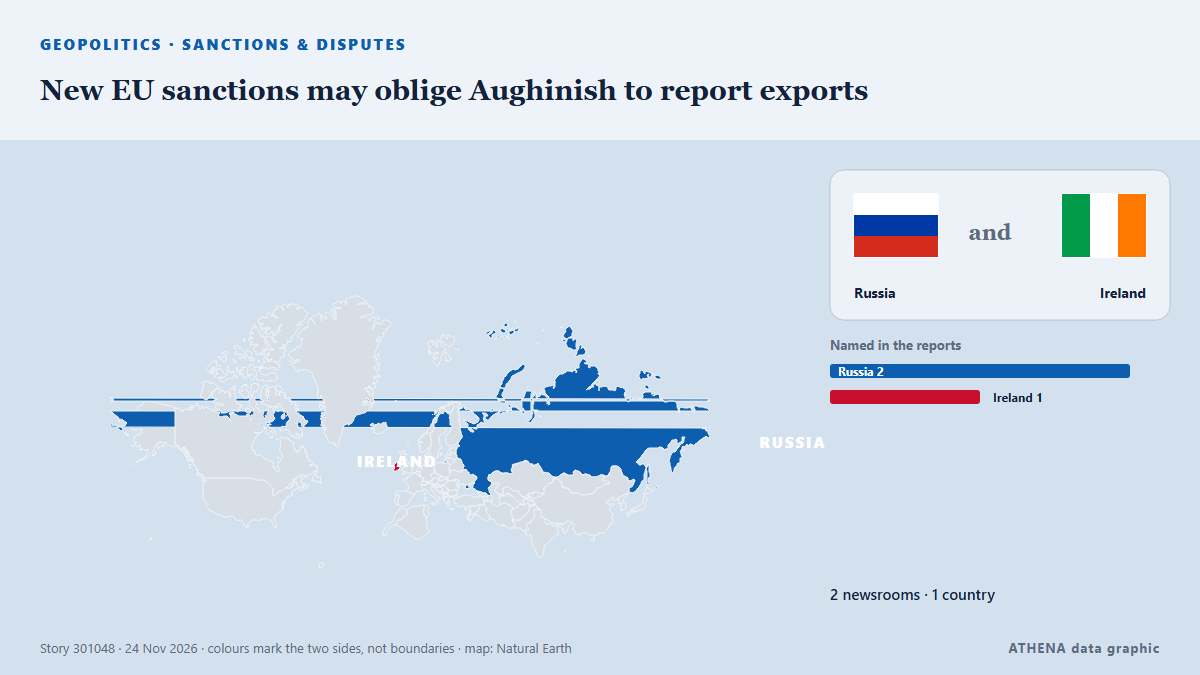 GEOPOLITICS · SANCTIONS & DISPUTES
New EU sanctions may oblige Aughinish to report exports
and
Russia
Ireland
Named in the reports
Russia 2
Ireland 1
RUSSIA
IRELAND
2 newsrooms · 1 country
Story 301048 · 24 Nov 2026 · colours mark the two sides, not boundaries · map: Natural Earth
ATHENA data graphic